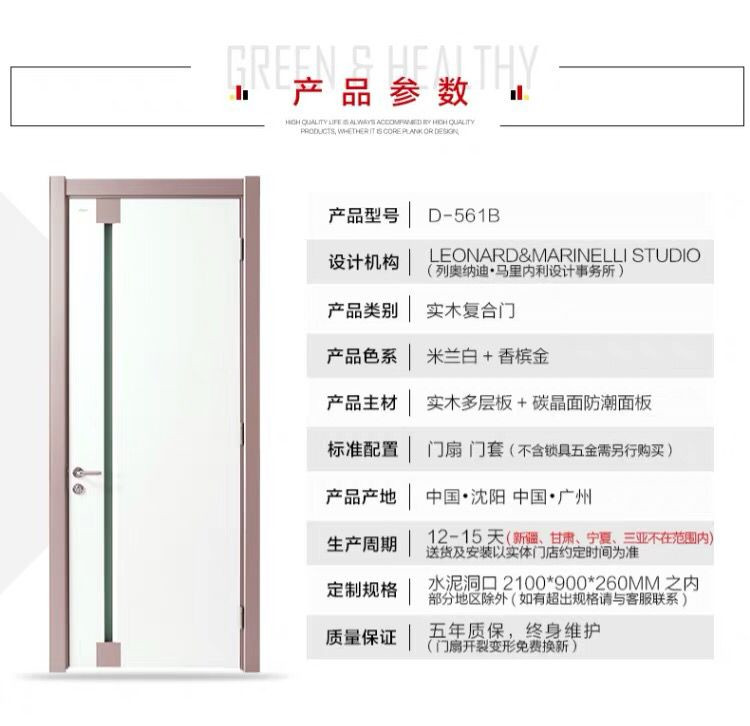 GREEN & HEALTHY
产品参数
HIGH QUALITY LIFE IS ALWAYS ACCOMPANIED BY HIGH QUALITY
PRODUCTS, WHETHER IT IS CORE,PLANK OR DESIGN,
产品型号 D-561B
设计机构 LEONARD&MARINELLI STUDIO
（列奥纳迪•马里内利设计事务所）
产品类别 实木复合门
产品色系 米兰白 + 香槟金
产品主材 实木多层板 + 碳晶面防潮面板
标准配置 门扇 门套（不含锁具五金需另行购买）
产品产地 中国•沈阳 中国•广州
生产周期 12-15 天(新疆、甘肃、宁夏、三亚不在范围内)
送货及安装以实体门店约定时间为准
定制规格 水泥洞口 2100*900*260MM 之内
部分地区除外（如有超出规格请与客服联系）
质量保证 五年质保，终身维护
（门扇开裂变形免费换新）